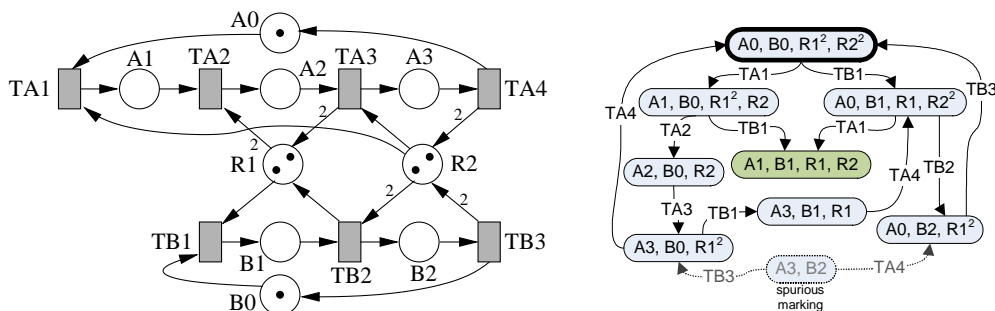 A0
A1 TA2 A2 TA3 A3
TA1 TA4
2 2
2 R1 R2
2 2
TB1 B1 TB2 B2 TB3
B0
A0, B0, R1², R2²
TA1 TB1
TA4 TB3
A1, B0, R1², R2
A0, B1, R1, R2²
TA2 TB1 TA1
A2, B0, R2
A1, B1, R1, R2
TA4 TB2
TA3 TB1
A3, B1, R1
A3, B0, R1²
A0, B2, R1²
TB3 A3, B2 TA4
spurious
marking